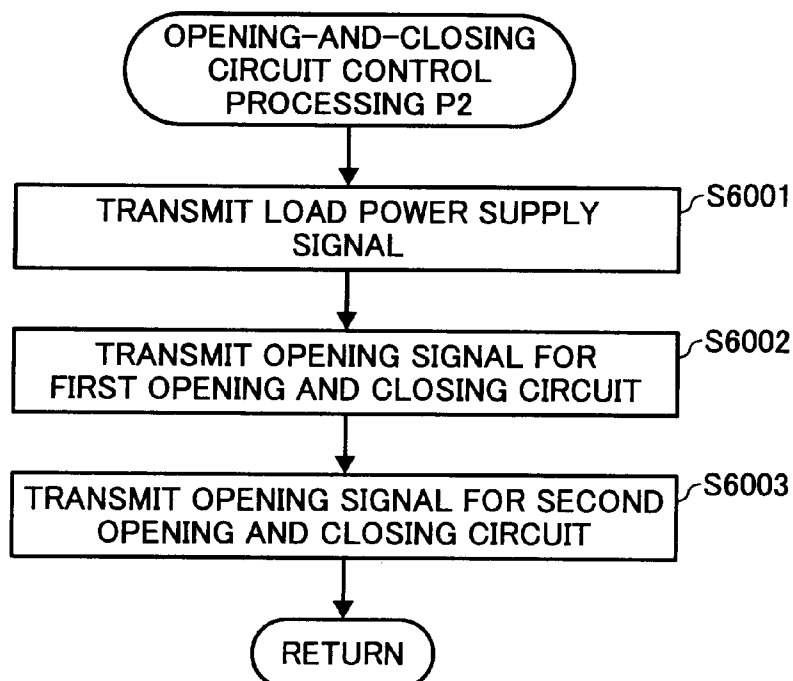 OPENING-AND-CLOSING
CIRCUIT CONTROL
PROCESSING P2
S6001
TRANSMIT LOAD POWER SUPPLY
SIGNAL
S6002
TRANSMIT OPENING SIGNAL FOR
FIRST OPENING AND CLOSING CIRCUIT
S6003
TRANSMIT OPENING SIGNAL FOR SECOND
OPENING AND CLOSING CIRCUIT
RETURN